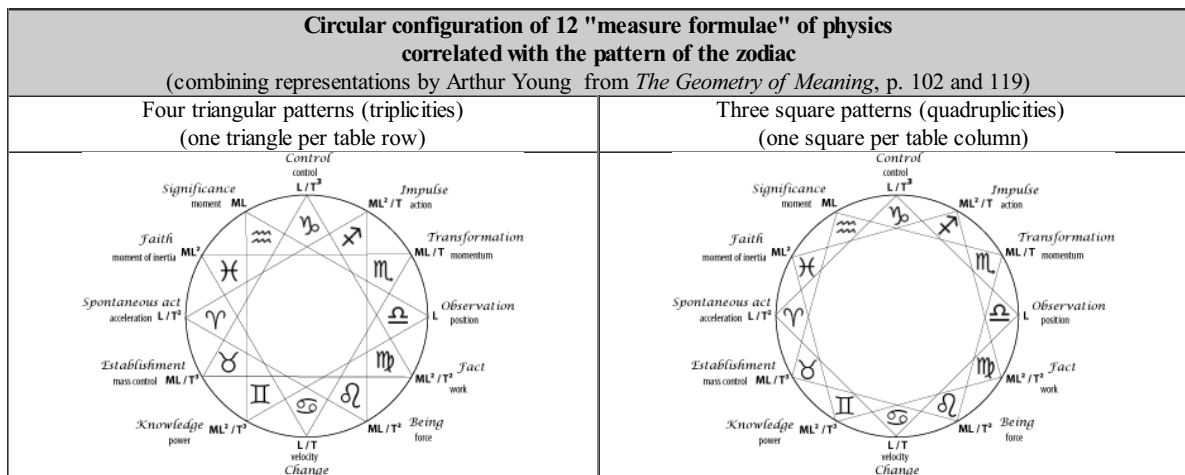 Circular configuration of 12 "measure formulae" of physics
correlated with the pattern of the zodiac
(combining representations by Arthur Young from The Geometry of Meaning, p. 102 and 119)
Four triangular patterns (triplicities)
(one triangle per table row)
Control
control
L/T³
Significance
moment ML
Impulse
ML²/T action
Faith
moment of inertia ML²
Transformation
ML/T momentum
Spontaneous act
acceleration L/T²
Observation
L position
Establishment
mass control ML/T³
Fact
ML²/T² work
Knowledge
power ML²/T³
Being
ML/T² force
L/T
velocity
Change
♒ ♑ ♐
♓ ♏
♈ ♎
♉ ♍
♊ ♋ ♌
Three square patterns (quadruplicities)
(one square per table column)
Control
control
L/T³
Significance
moment ML
Impulse
ML²/T action
Faith
moment of inertia ML²
Transformation
ML/T momentum
Spontaneous act
acceleration L/T²
Observation
L position
Establishment
mass control ML/T³
Fact
ML²/T² work
Knowledge
power ML²/T³
Being
ML/T² force
L/T
velocity
Change
♒ ♑ ♐
♓ ♏
♈ ♎
♉ ♍
♊ ♋ ♌